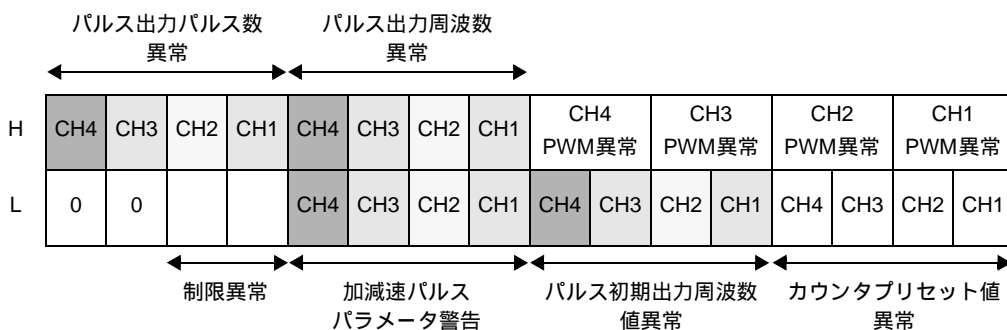 パルス出力パルス数 パルス出力周波数
異常 異常
H CH4 CH3 CH2 CH1 CH4 CH3 CH2 CH1 CH4 CH3 CH2 CH1
PWM異常 PWM異常 PWM異常 PWM異常
L 0 0 CH4 CH3 CH2 CH1 CH4 CH3 CH2 CH1 CH4 CH3 CH2 CH1
制限異常 加減速パルス パルス初期出力周波数 カウンタプリセット値
パラメータ警告 値異常 異常